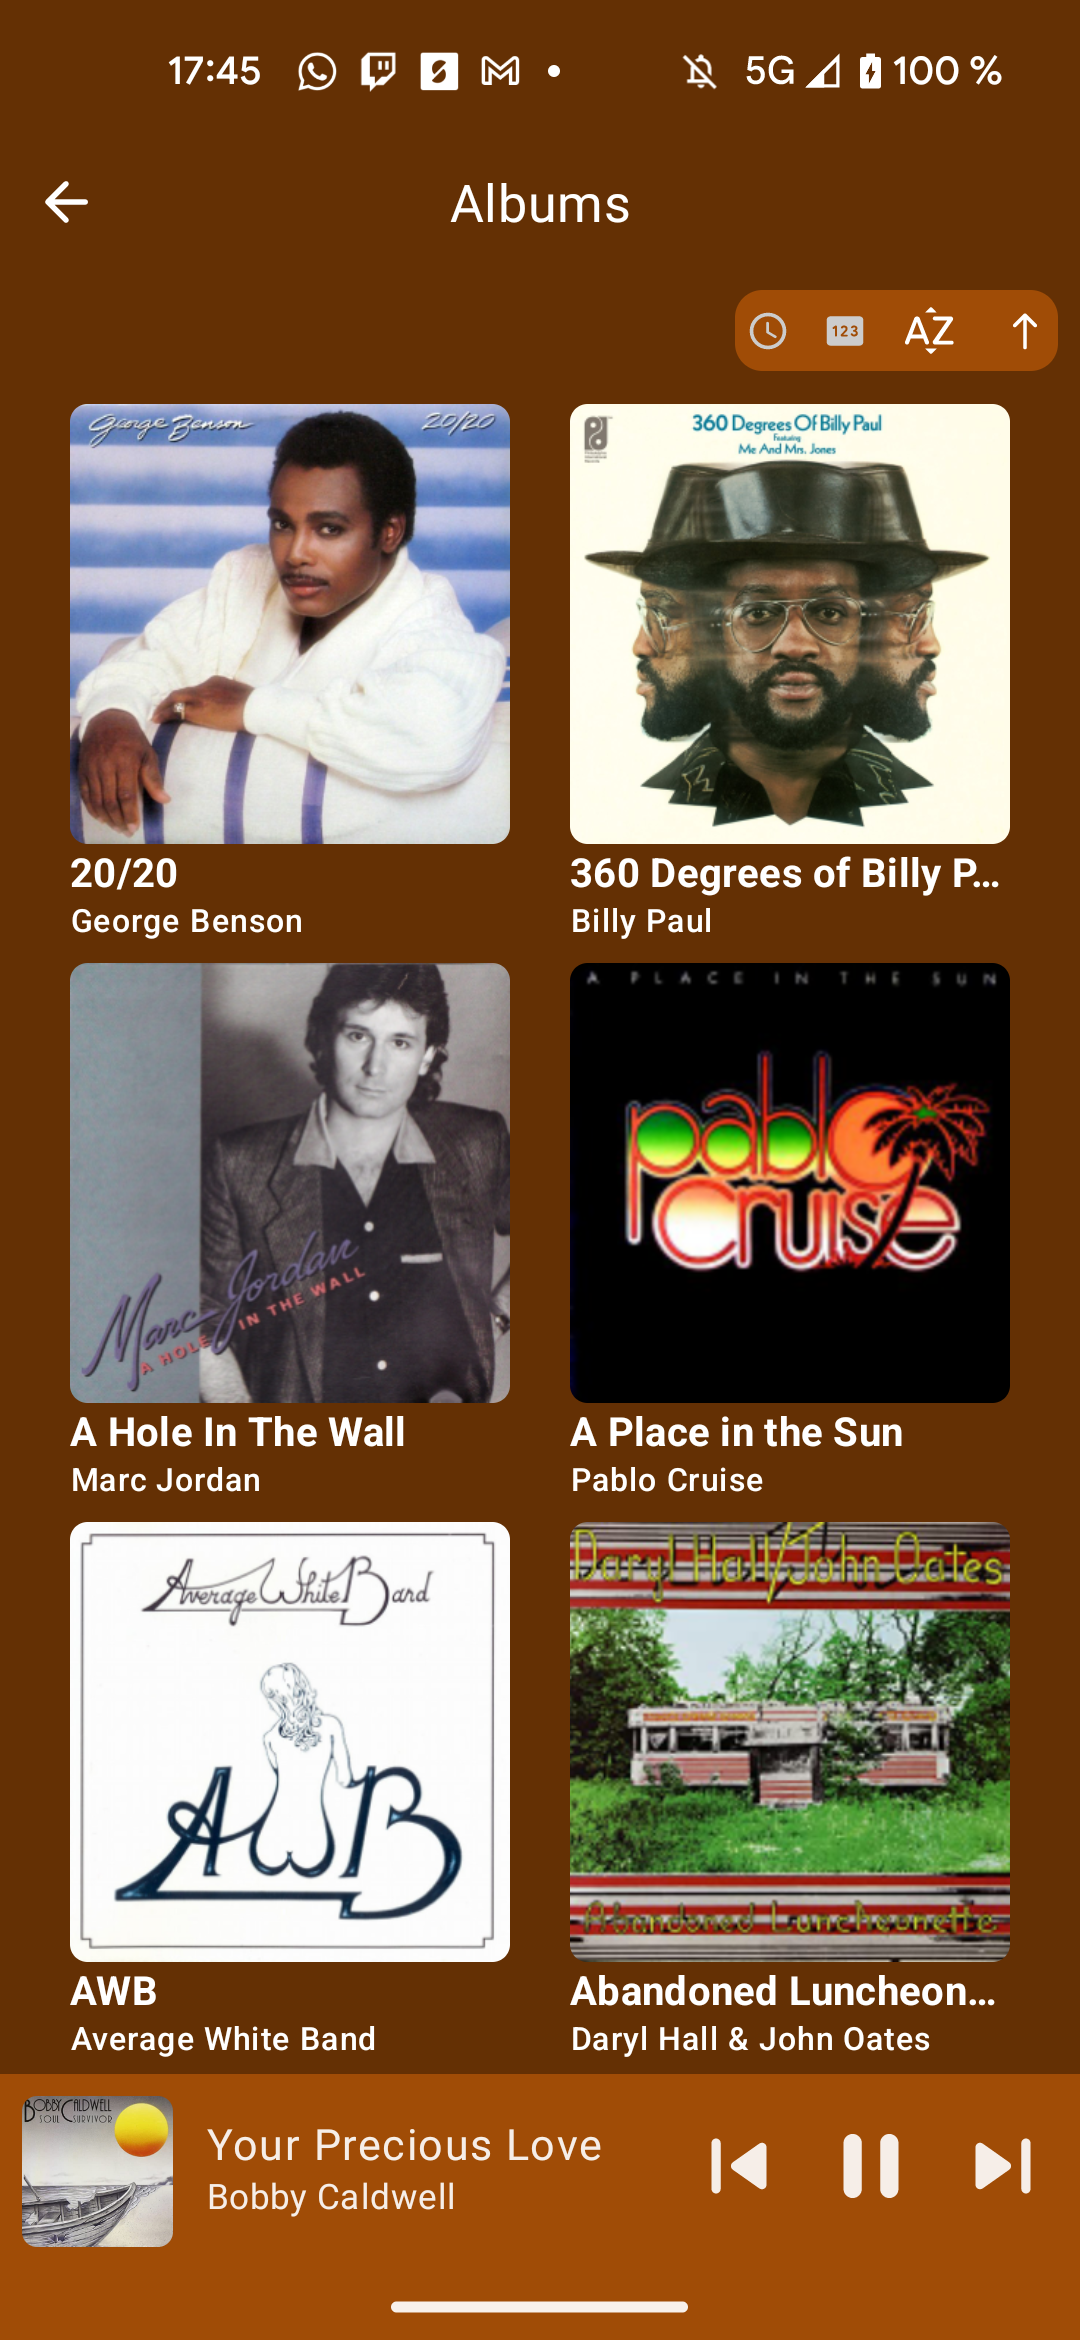 17:45
5G
100 %
Albums
123
AZ
George Benson
20/20
360 Degrees Of Billy Paul
Featuring
Me And Mrs. Jones
20/20
George Benson
360 Degrees of Billy P...
Billy Paul
Marc Jordan
A HOLE IN THE WALL
A PLACE IN THE SUN
pablo
cruise
A Hole In The Wall
Marc Jordan
A Place in the Sun
Pablo Cruise
Average White Band
AWB
Daryl Hall/John Oates
Abandoned Luncheonette
AWB
Average White Band
Abandoned Luncheon...
Daryl Hall & John Oates
BOBBY CALDWELL
SOUL SURVIVOR
Your Precious Love
Bobby Caldwell